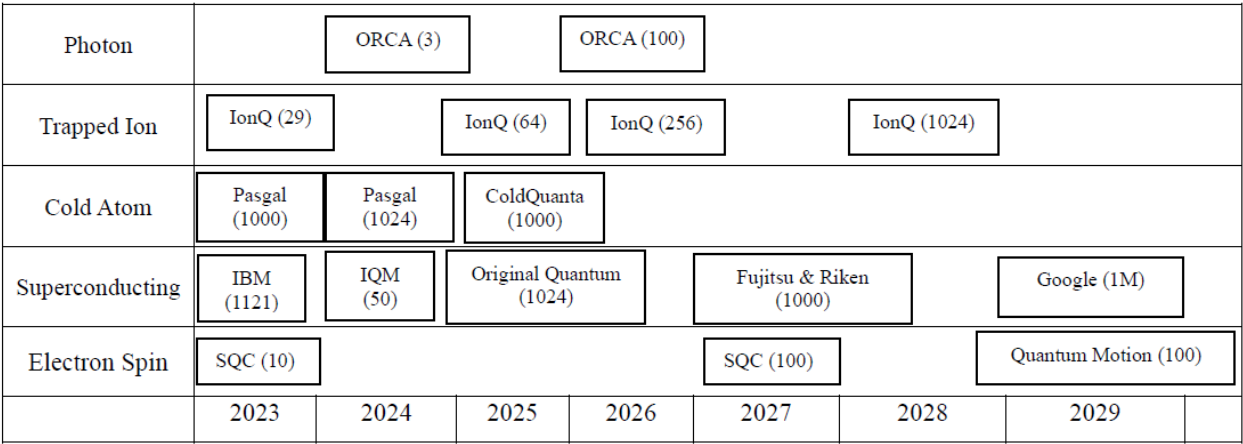 Photon
ORCA (3)
ORCA (100)
Trapped Ion
IonQ (29)
IonQ (64)
IonQ (256)
IonQ (1024)
Cold Atom
Pasgal
(1000)
Pasgal
(1024)
ColdQuanta
(1000)
Superconducting
IBM
(1121)
IQM
(50)
Original Quantum
(1024)
Fujitsu & Riken
(1000)
Google (1M)
Electron Spin
SQC (10)
SQC (100)
Quantum Motion (100)
2023
2024
2025
2026
2027
2028
2029